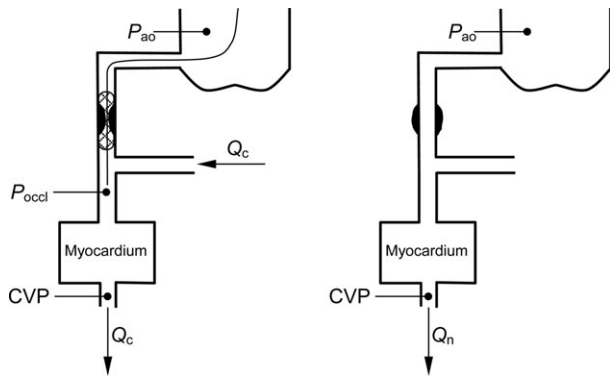 P_ao
Q_c
P_occl
Myocardium
CVP
Q_c
P_ao
Myocardium
CVP
Q_n